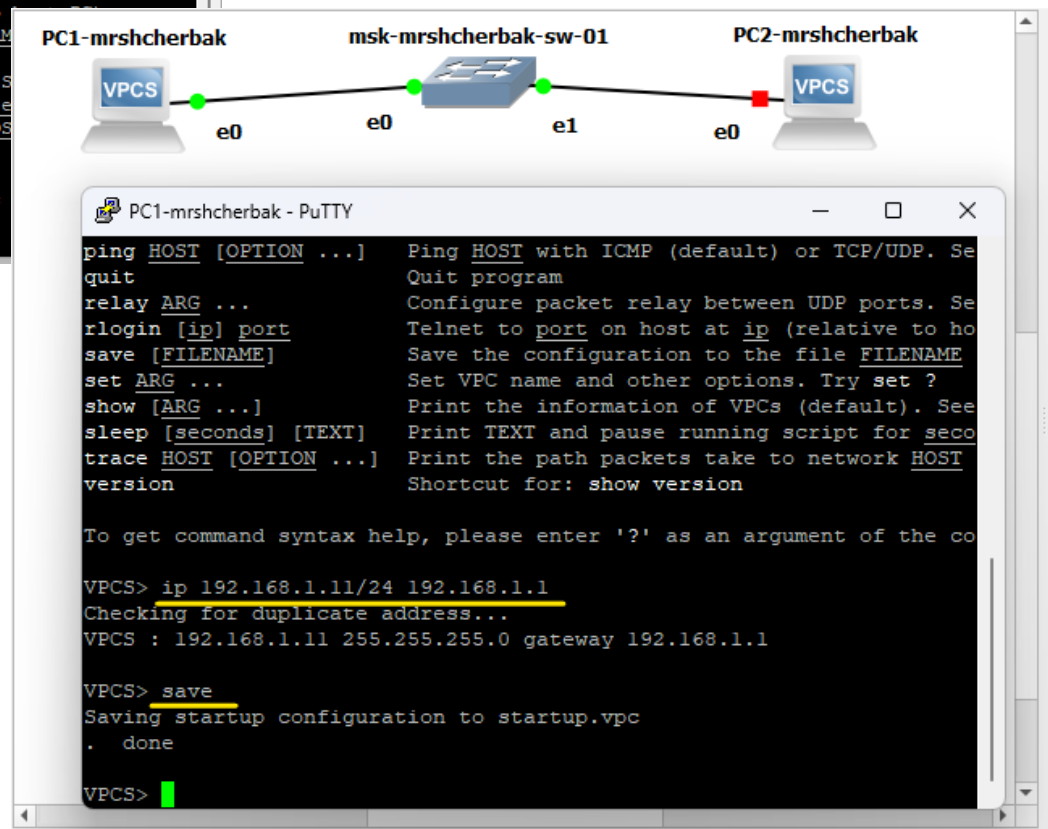 PC1-mrshcherbak
msk-mrshcherbak-sw-01
PC2-mrshcherbak
VPCS
VPCS
e0
e0
e1
e0
PC1-mrshcherbak - PuTTY
ping HOST [OPTION ...] Ping HOST with ICMP (default) or TCP/UDP. Se
quit Quit program
relay ARG ... Configure packet relay between UDP ports. Se
rlogin [ip] port Telnet to port on host at ip (relative to ho
save [FILENAME] Save the configuration to the file FILENAME
set ARG ... Set VPC name and other options. Try set ?
show [ARG ...] Print the information of VPCs (default). See
sleep [seconds] [TEXT] Print TEXT and pause running script for seco
trace HOST [OPTION ...] Print the path packets take to network HOST
version Shortcut for: show version
To get command syntax help, please enter '?' as an argument of the co
VPCS> ip 192.168.1.11/24 192.168.1.1
Checking for duplicate address...
VPCS : 192.168.1.11 255.255.255.0 gateway 192.168.1.1
VPCS> save
Saving startup configuration to startup.vpc
. done
VPCS>